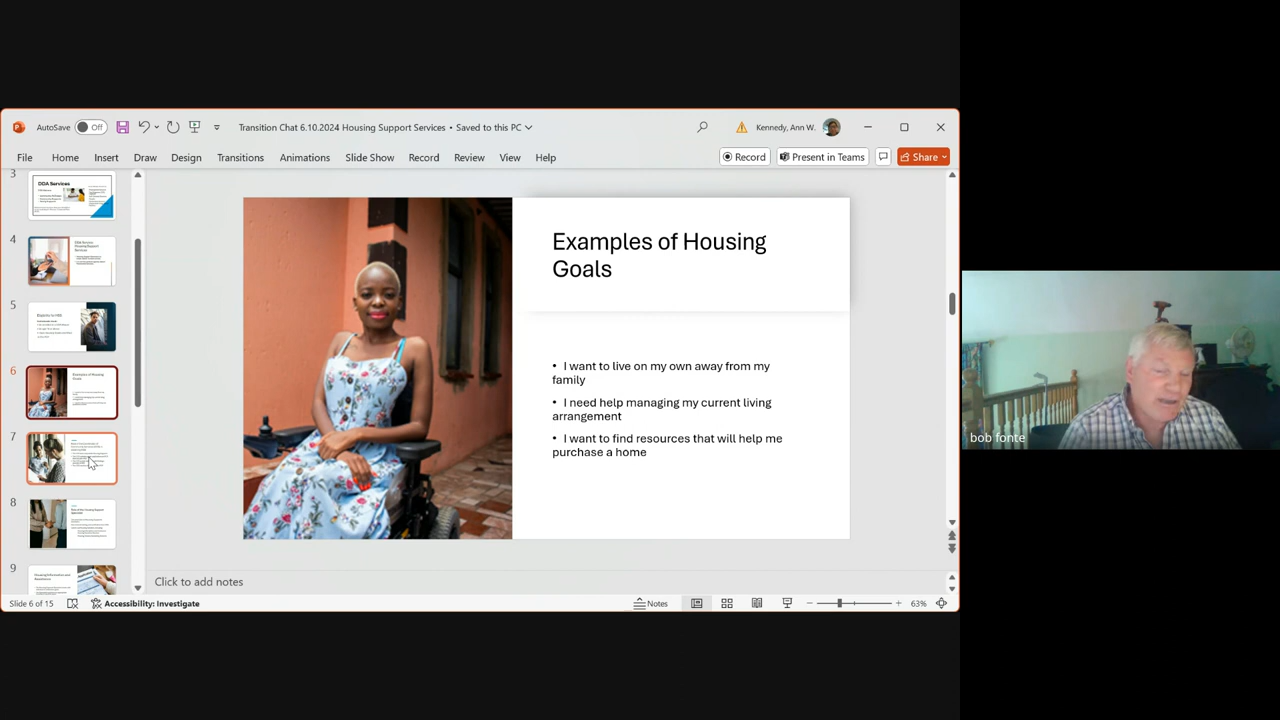 AutoSave Off
Transition Chat 6.10.2024 Housing Support Services • Saved to this PC
Kennedy, Ann W.
File Home Insert Draw Design Transitions Animations Slide Show Record Review View Help
Record Present in Teams Share
3
DDA Services
4
5
6
7
8
9
Examples of Housing
Goals
• I want to live on my own away from my
family
• I need help managing my current living
arrangement
• I want to find resources that will help me
purchase a home
Click to add notes
Slide 6 of 15 Accessibility: Investigate Notes 63%
bob fonte